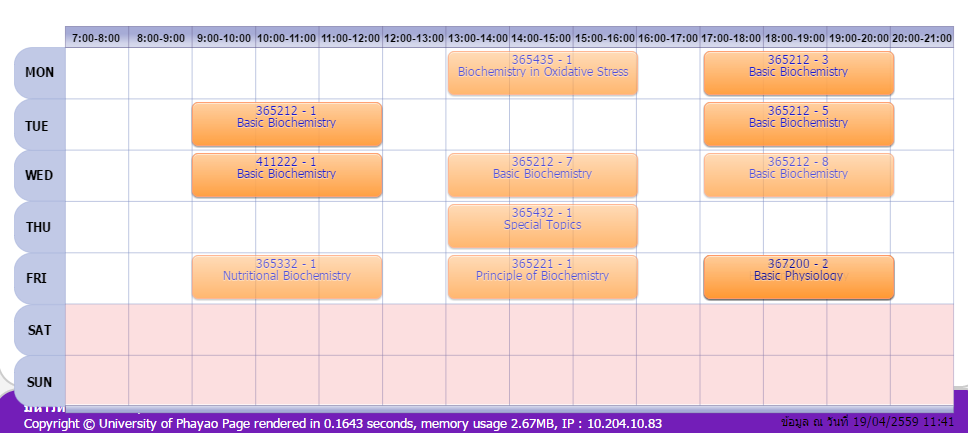 7:00-8:00 8:00-9:00 9:00-10:00 10:00-11:00 11:00-12:00 12:00-13:00 13:00-14:00 14:00-15:00 15:00-16:00 16:00-17:00 17:00-18:00 18:00-19:00 19:00-20:00 20:00-21:00
MON
365435 - 1
Biochemistry in Oxidative Stress
365212 - 3
Basic Biochemistry
TUE
365212 - 1
Basic Biochemistry
365212 - 5
Basic Biochemistry
WED
411222 - 1
Basic Biochemistry
365212 - 7
Basic Biochemistry
365212 - 8
Basic Biochemistry
THU
365432 - 1
Special Topics
FRI
365332 - 1
Nutritional Biochemistry
365221 - 1
Principle of Biochemistry
367200 - 2
Basic Physiology
SAT
SUN
Copyright © University of Phayao Page rendered in 0.1643 seconds, memory usage 2.67MB, IP : 10.204.10.83
ข้อมูล ณ วันที่ 19/04/2559 11:41